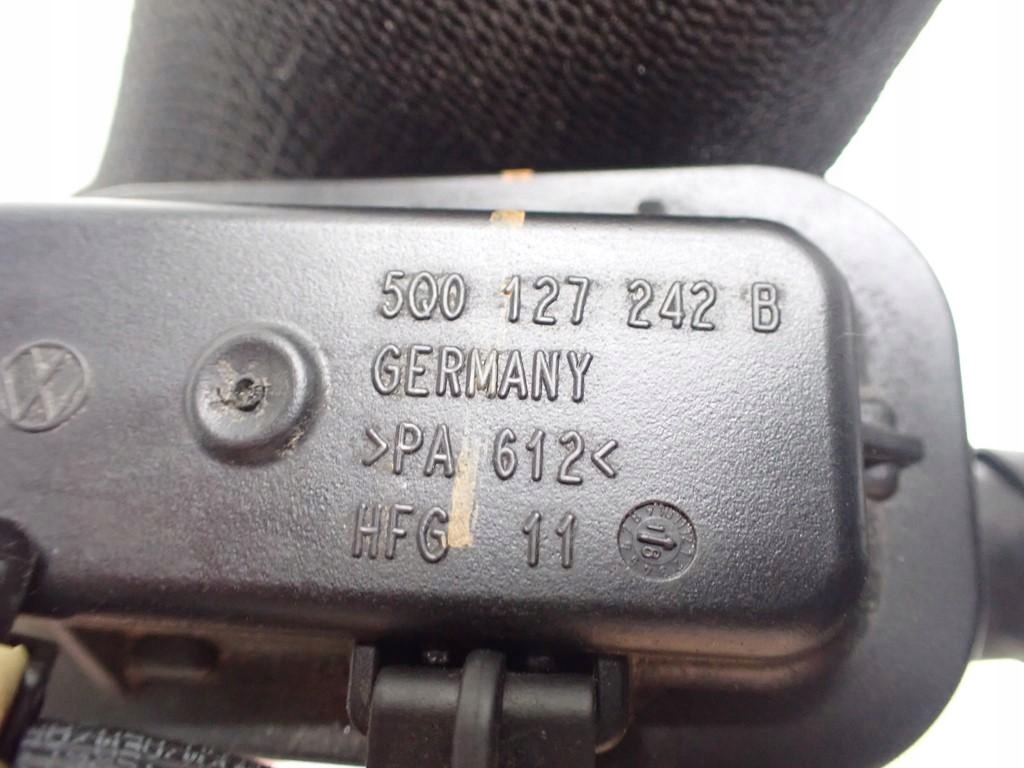 5Q0 127 242 B
GERMANY
>PA 612<
HFG 11